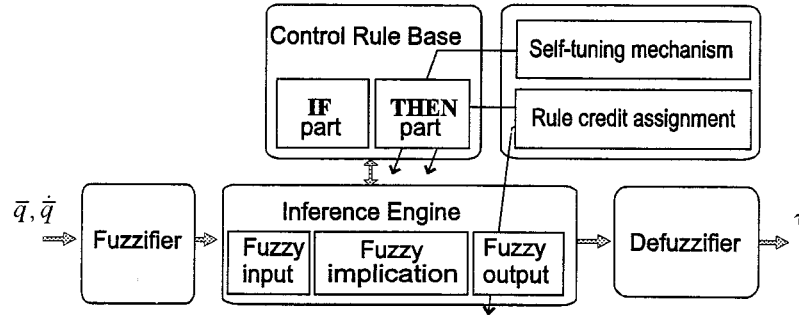 Control Rule Base
IF
part
THEN
part
Self-tuning mechanism
Rule credit assignment
q̄, q̄̇
Fuzzifier
Inference Engine
Fuzzy
input
Fuzzy
implication
Fuzzy
output
Defuzzifier